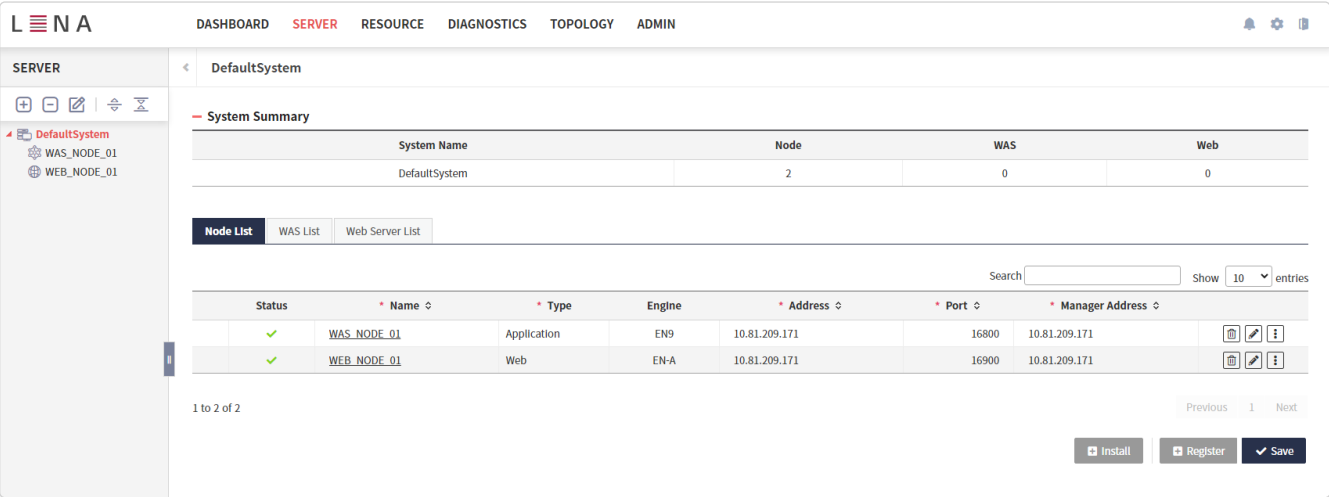 LENA DASHBOARD SERVER RESOURCE DIAGNOSTICS TOPOLOGY ADMIN
SERVER
DefaultSystem
DefaultSystem
WAS_NODE_01
WEB_NODE_01
System Summary
System Name Node WAS Web
DefaultSystem 2 0 0
Node List WAS List Web Server List
Search Show 10 entries
Status * Name * Type Engine * Address * Port * Manager Address
WAS_NODE_01 Application EN9 10.81.209.171 16800 10.81.209.171
WEB_NODE_01 Web EN-A 10.81.209.171 16900 10.81.209.171
1 to 2 of 2
Previous 1 Next
Install Register Save